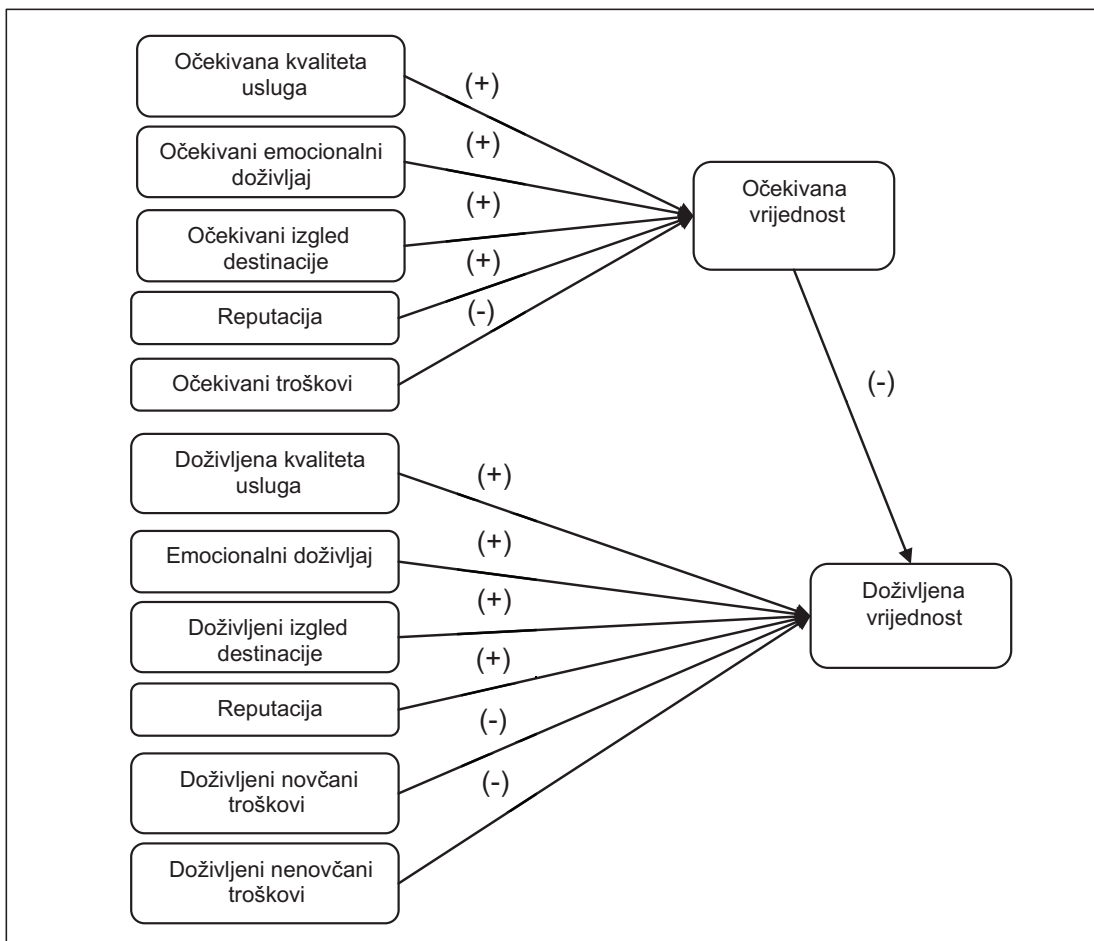 Očekivana kvaliteta
usluga
(+)
Očekivani emocionalni
doživljaj
(+)
Očekivani izgled
destinacije
(+)
Reputacija
(+)
Očekivani troškovi
(-)
Očekivana
vrijednost
(-)
Doživljena kvaliteta
usluga
(+)
Emocionalni doživljaj
(+)
Doživljeni izgled
destinacije
(+)
Reputacija
(+)
Doživljeni novčani
troškovi
(-)
Doživljeni nenovčani
troškovi
(-)
Doživljena
vrijednost